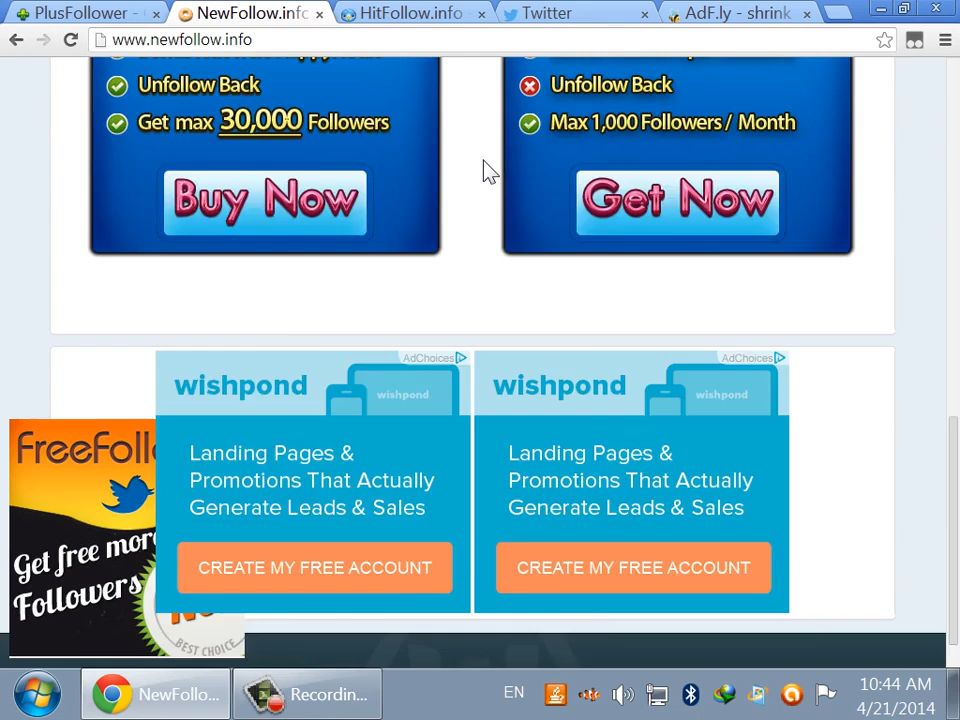 PlusFollower -
NewFollow.info
HitFollow.info
Twitter
AdF.ly - shrink
www.newfollow.info
Unfollow Back
Get max 30,000 Followers
Buy Now
Unfollow Back
Max 1,000 Followers / Month
Get Now
AdChoices
wishpond
wishpond
Landing Pages &
Promotions That Actually
Generate Leads & Sales
CREATE MY FREE ACCOUNT
AdChoices
wishpond
wishpond
Landing Pages &
Promotions That Actually
Generate Leads & Sales
CREATE MY FREE ACCOUNT
FreeFoll
Get free more
Followers
BEST CHOICE
NewFollo...
Recordin...
EN
10:44 AM
4/21/2014